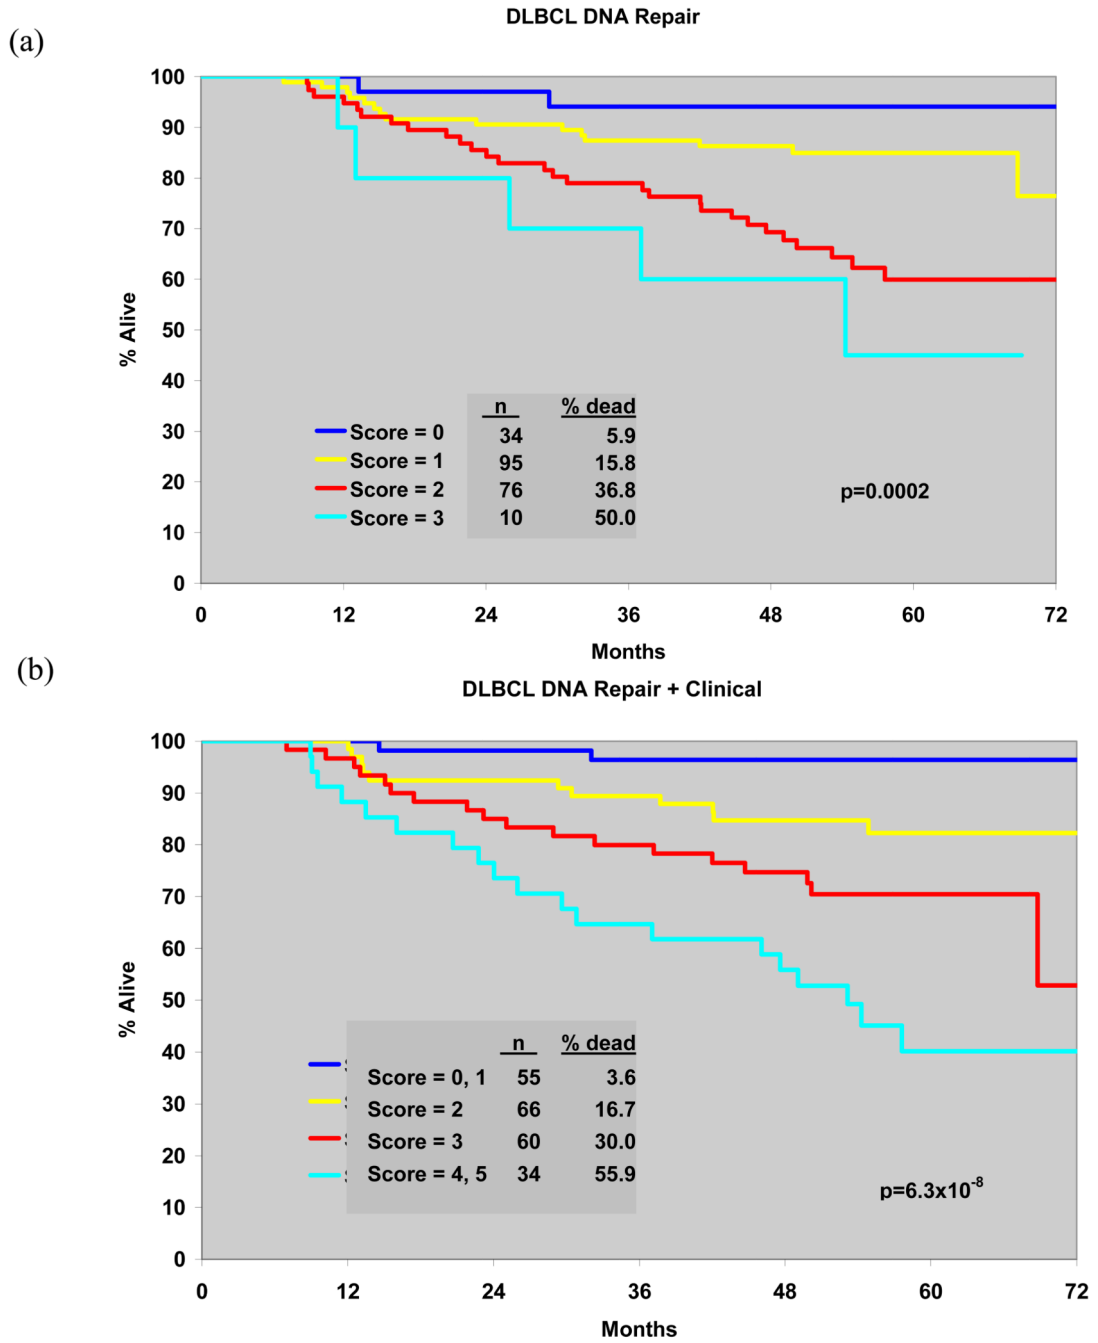 DLBCL DNA Repair
(a)
100
90
80
70
60
50
40
30
20
10
0
% Alive
n % dead
Score = 0 34 5.9
Score = 1 95 15.8
Score = 2 76 36.8
Score = 3 10 50.0
p=0.0002
0 12 24 36 48 60 72
Months
(b)
DLBCL DNA Repair + Clinical
100
90
80
70
60
50
40
30
20
10
0
% Alive
n % dead
Score = 0, 1 55 3.6
Score = 2 66 16.7
Score = 3 60 30.0
Score = 4, 5 34 55.9
p=6.3x10-8
0 12 24 36 48 60 72
Months